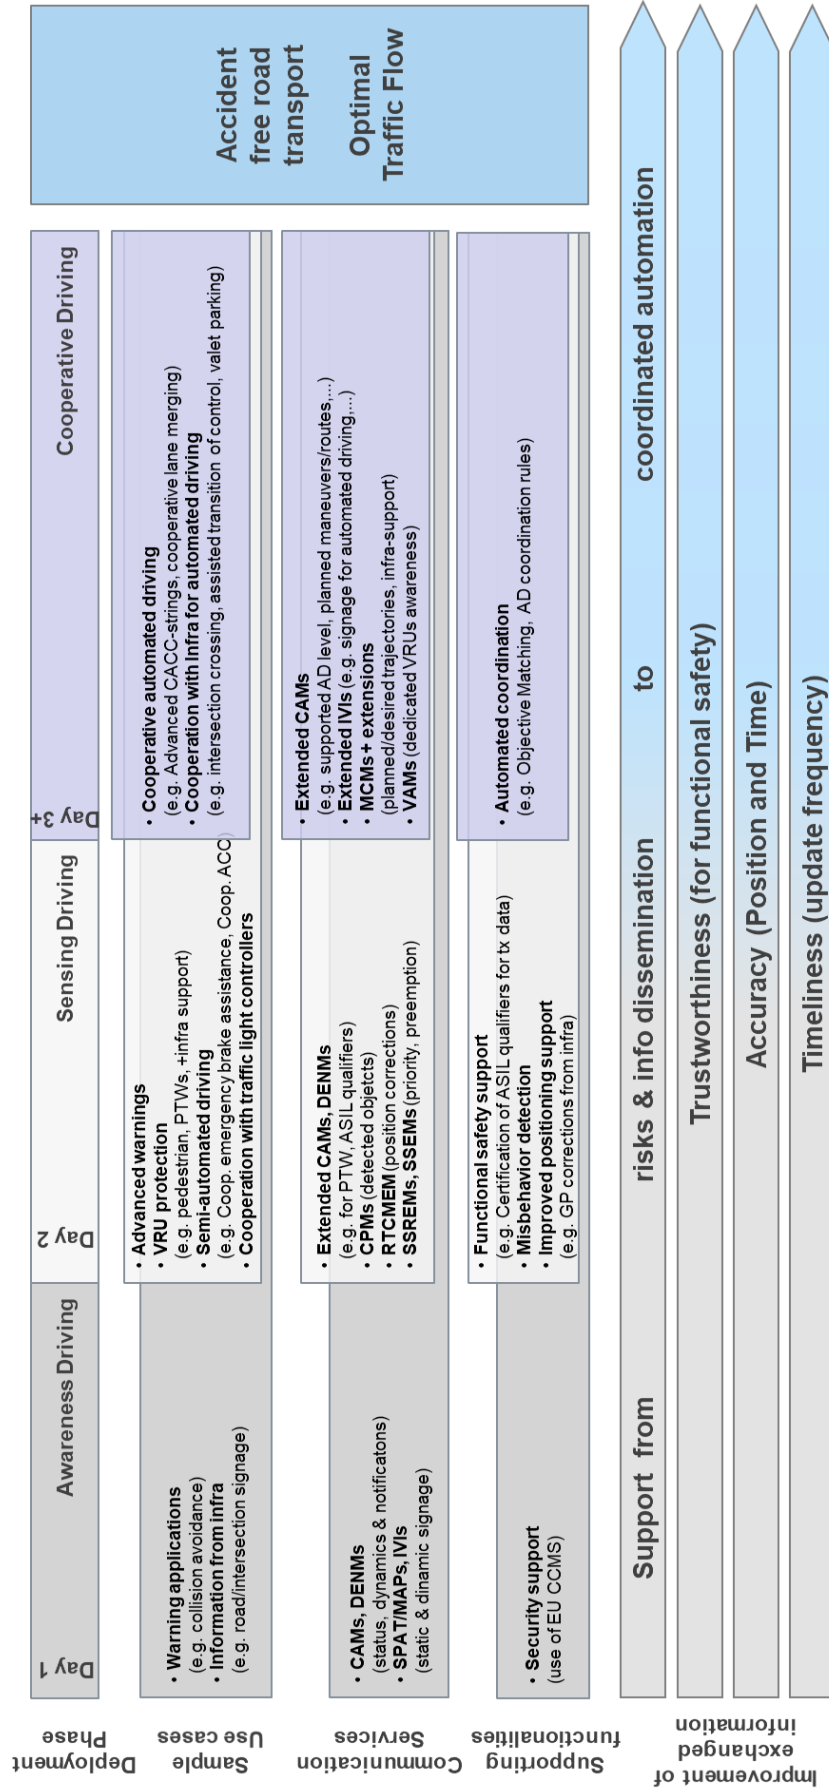 Deployment
Phase
Day 1
Awareness Driving
Day 2
Sensing Driving
Day 3+
Cooperative Driving
Sample
Use cases
• Warning applications
(e.g. collision avoidance)
• Information from infra
(e.g. road/intersection signage)
• Advanced warnings
• VRU protection
(e.g. pedestrian, PTWs, +infra support)
• Semi-automated driving
(e.g. Coop. emergency brake assistance, Coop. ACC)
• Cooperation with traffic light controllers
• Cooperative automated driving
(e.g. Advanced CACC-strings, cooperative lane merging)
• Cooperation with Infra for automated driving
(e.g. intersection crossing, assisted transition of control, valet parking)
Communication
Services
• CAMs, DENMs
(status, dynamics & notificatons)
• SPAT/MAPs, IVIs
(static & dinamic signage)
• Extended CAMs, DENMs
(e.g. for PTW, ASIL qualifiers)
• CPMs (detected objetcts)
• RTCMEM (position corrections)
• SSREMs, SSEMs (priority, preemption)
• Extended CAMs
(e.g. supported AD level, planned maneuvers/routes,...)
• Extended IVIs (e.g. signage for automated driving,...)
• MCMs + extensions
(planned/desired trajectories, infra-support)
• VAMs (dedicated VRUs awareness)
Supporting
functionalities
• Security support
(use of EU CCMS)
• Functional safety support
(e.g. Certification of ASIL qualifiers for tx data)
• Misbehavior detection
• Improved positioning support
(e.g. GP corrections from infra)
• Automated coordination
(e.g. Objective Matching, AD coordination rules)
Accident
free road
transport
Optimal
Traffic Flow
Improvement of
exchanged
information
Support from risks & info dissemination to coordinated automation
Trustworthiness (for functional safety)
Accuracy (Position and Time)
Timeliness (update frequency)